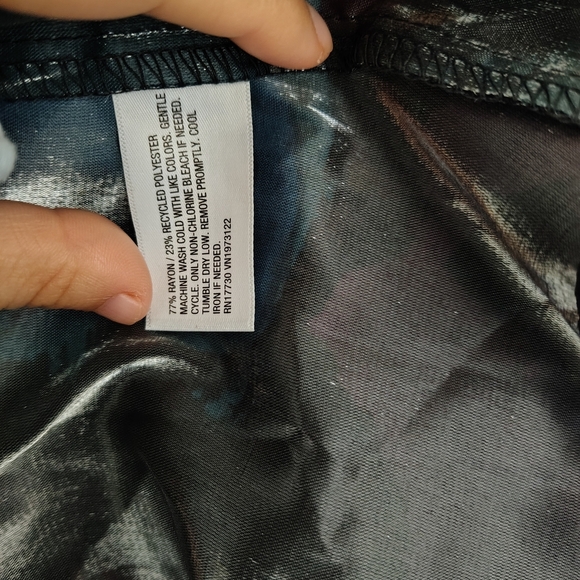 77% RAYON / 23% RECYCLED POLYESTER
MACHINE WASH COLD WITH LIKE COLORS. GENTLE
CYCLE. ONLY NON-CHLORINE BLEACH IF NEEDED.
TUMBLE DRY LOW. REMOVE PROMPTLY. COOL
IRON IF NEEDED.
RN17730 VN1973122